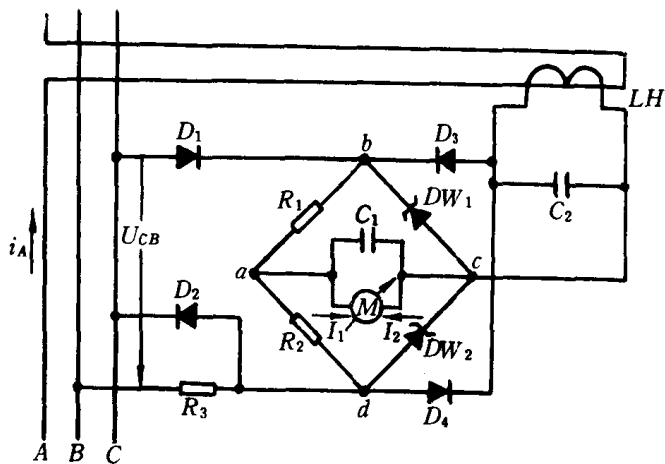 LH
D₁
b
D₃
R₁
C₁
DW₁
C₂
i_A
U_CB
a
c
D₂
M
R₂
I₁
I₂
DW₂
R₃
d
D₄
A
B
C